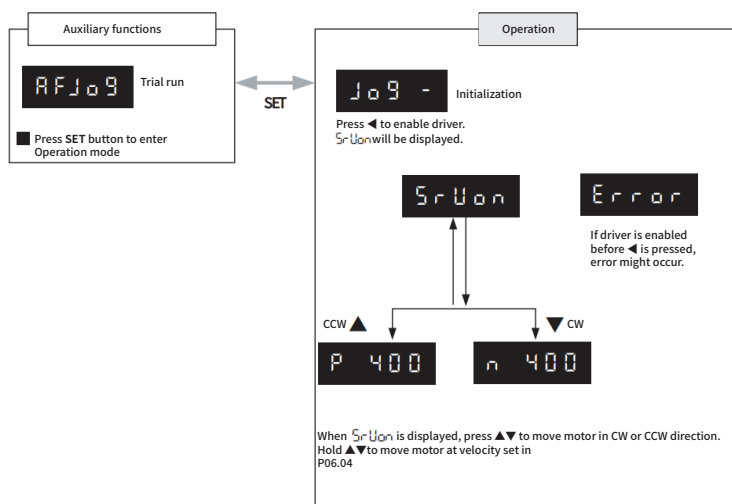 Auxiliary functions
AFJog
Trial run
Press SET button to enter
Operation mode
SET
Operation
Jog -
Initialization
Press ◀ to enable driver.
SrUon will be displayed.
SrUon
Error
If driver is enabled
before ◀ is pressed,
error might occur.
CCW ▲
▼ CW
P 400
n 400
When SrUon is displayed, press ▲▼ to move motor in CW or CCW direction.
Hold ▲▼to move motor at velocity set in
P06.04